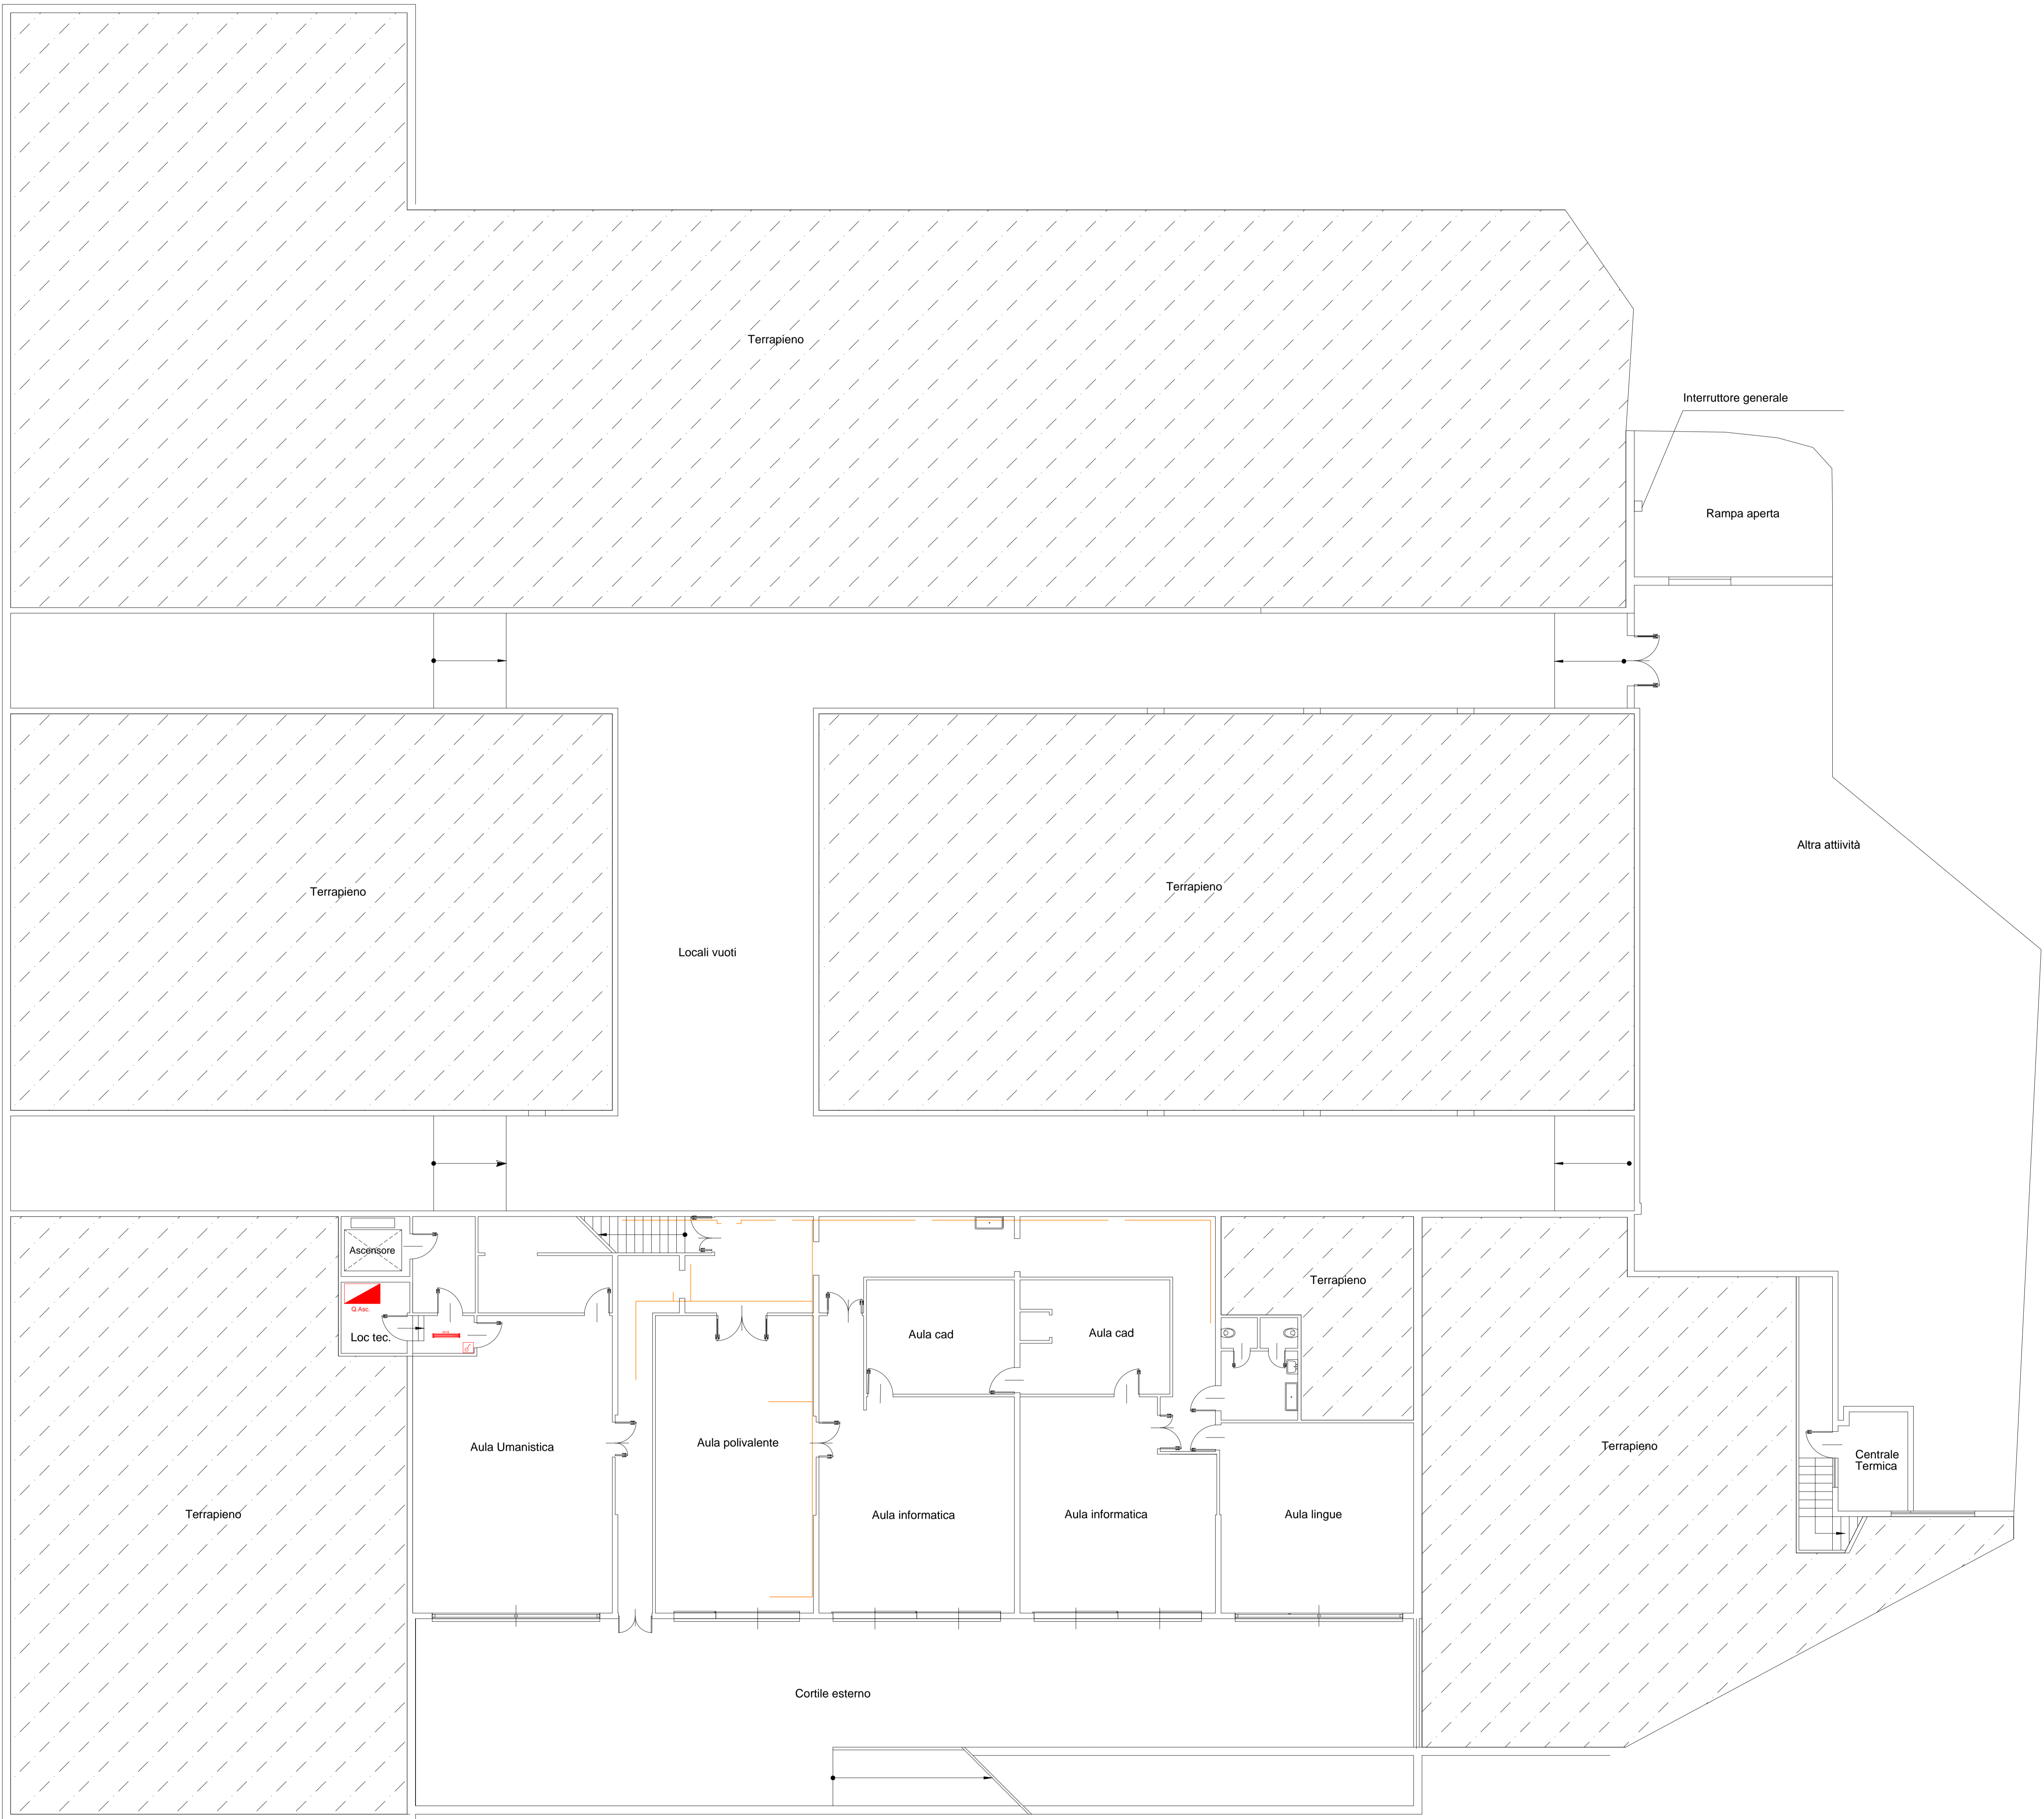 Terrapieno
Interruttore generale
Rampa aperta
Altra attiività
Terrapieno
Terrapieno
Locali vuoti
Ascensore
Q.Asc.
Loc tec.
Terrapieno
Aula cad
Aula cad
Aula Umanistica
Aula polivalente
Terrapieno
Centrale
Termica
Terrapieno
Aula informatica
Aula informatica
Aula lingue
Cortile esterno